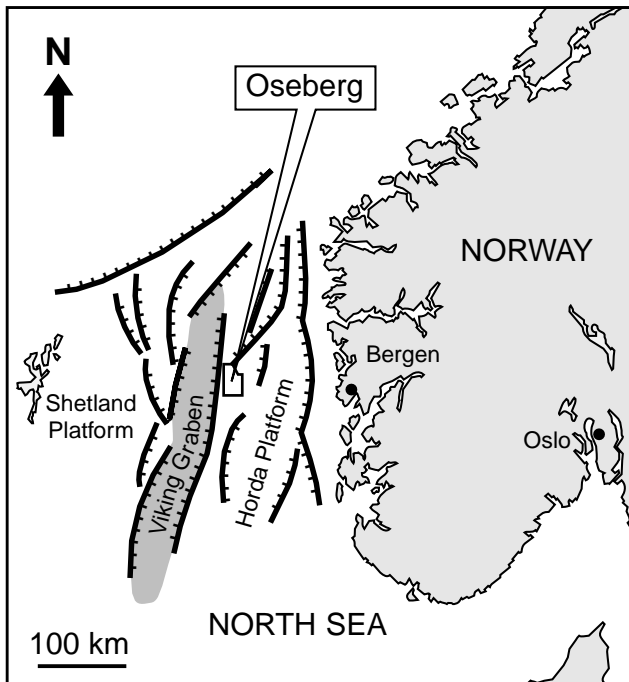 N
Oseberg
NORWAY
Bergen
Shetland
Platform
Oslo
Viking Graben
Horda Platform
NORTH SEA
100 km